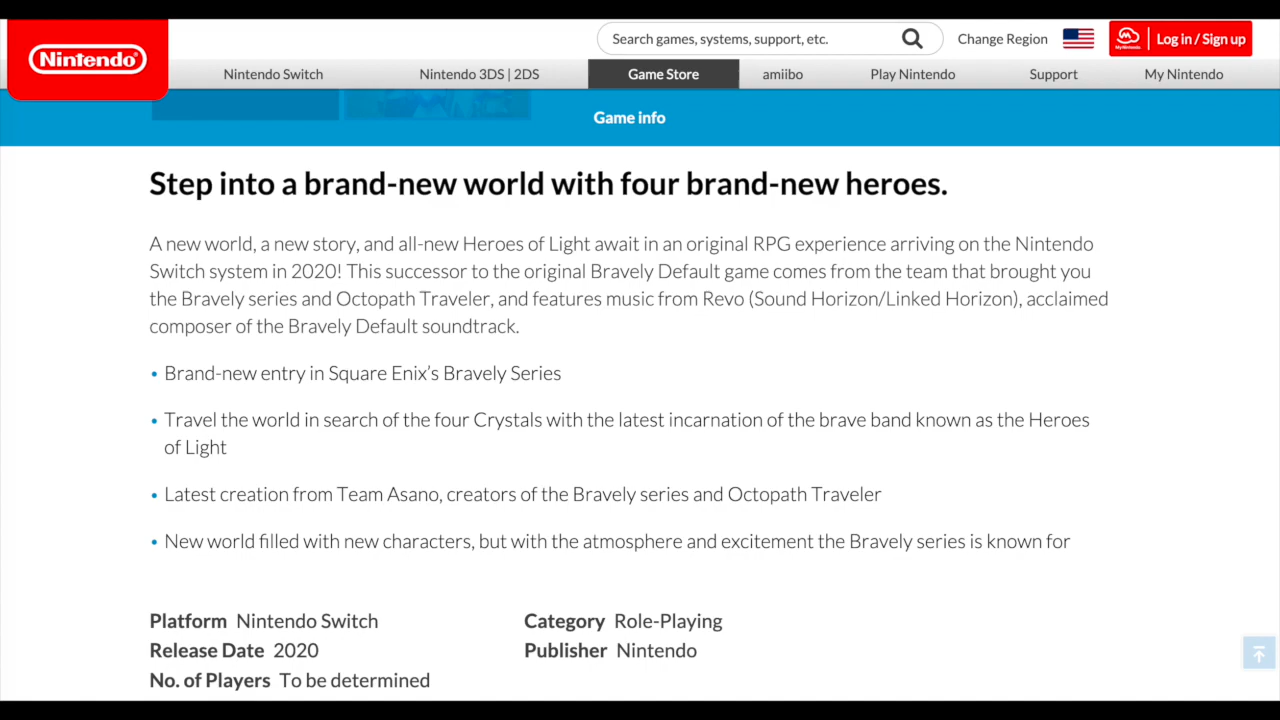 Nintendo
Search games, systems, support, etc.
Change Region
My Nintendo
Log in / Sign up
Nintendo Switch
Nintendo 3DS | 2DS
Game Store
amiibo
Play Nintendo
Support
My Nintendo
Game info
Step into a brand-new world with four brand-new heroes.
A new world, a new story, and all-new Heroes of Light await in an original RPG experience arriving on the Nintendo
Switch system in 2020! This successor to the original Bravely Default game comes from the team that brought you
the Bravely series and Octopath Traveler, and features music from Revo (Sound Horizon/Linked Horizon), acclaimed
composer of the Bravely Default soundtrack.
• Brand-new entry in Square Enix’s Bravely Series
• Travel the world in search of the four Crystals with the latest incarnation of the brave band known as the Heroes
of Light
• Latest creation from Team Asano, creators of the Bravely series and Octopath Traveler
• New world filled with new characters, but with the atmosphere and excitement the Bravely series is known for
Platform Nintendo Switch
Release Date 2020
No. of Players To be determined
Category Role-Playing
Publisher Nintendo